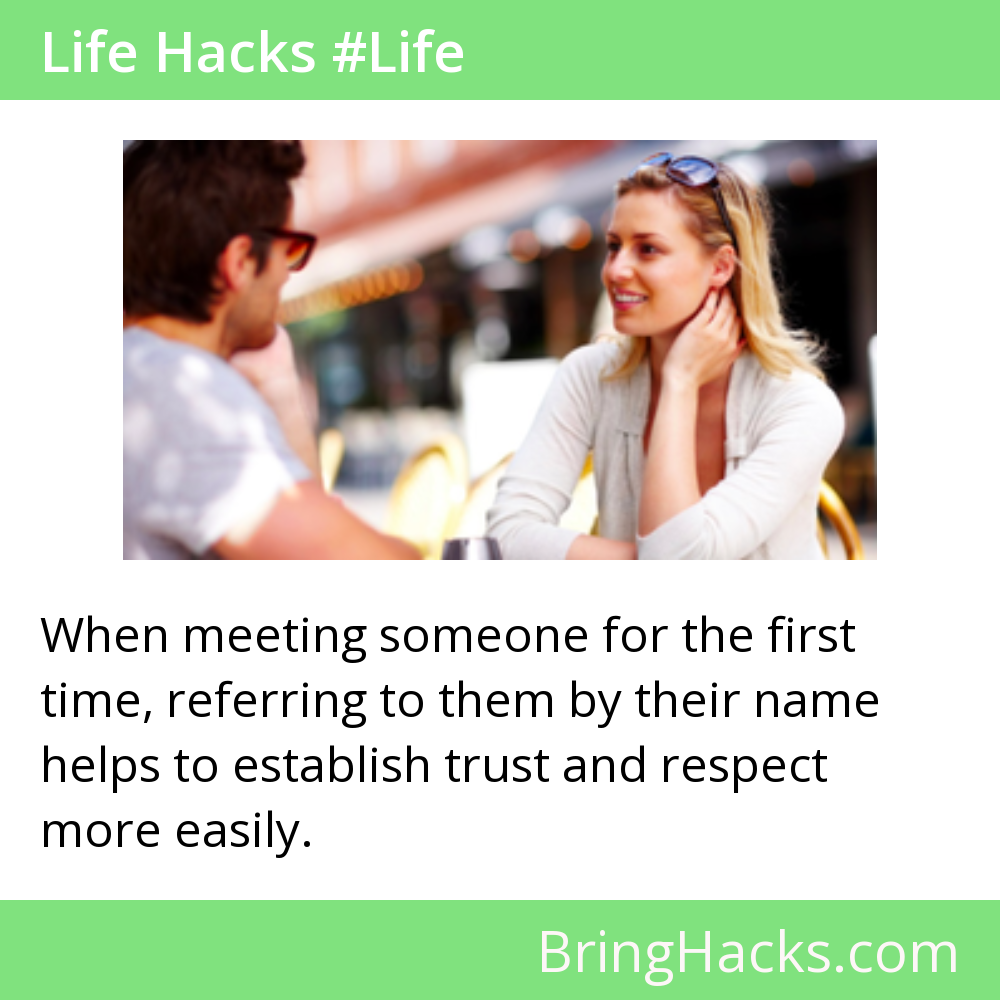 Life Hacks #Life
When meeting someone for the first
time, referring to them by their name
helps to establish trust and respect
more easily.
BringHacks.com